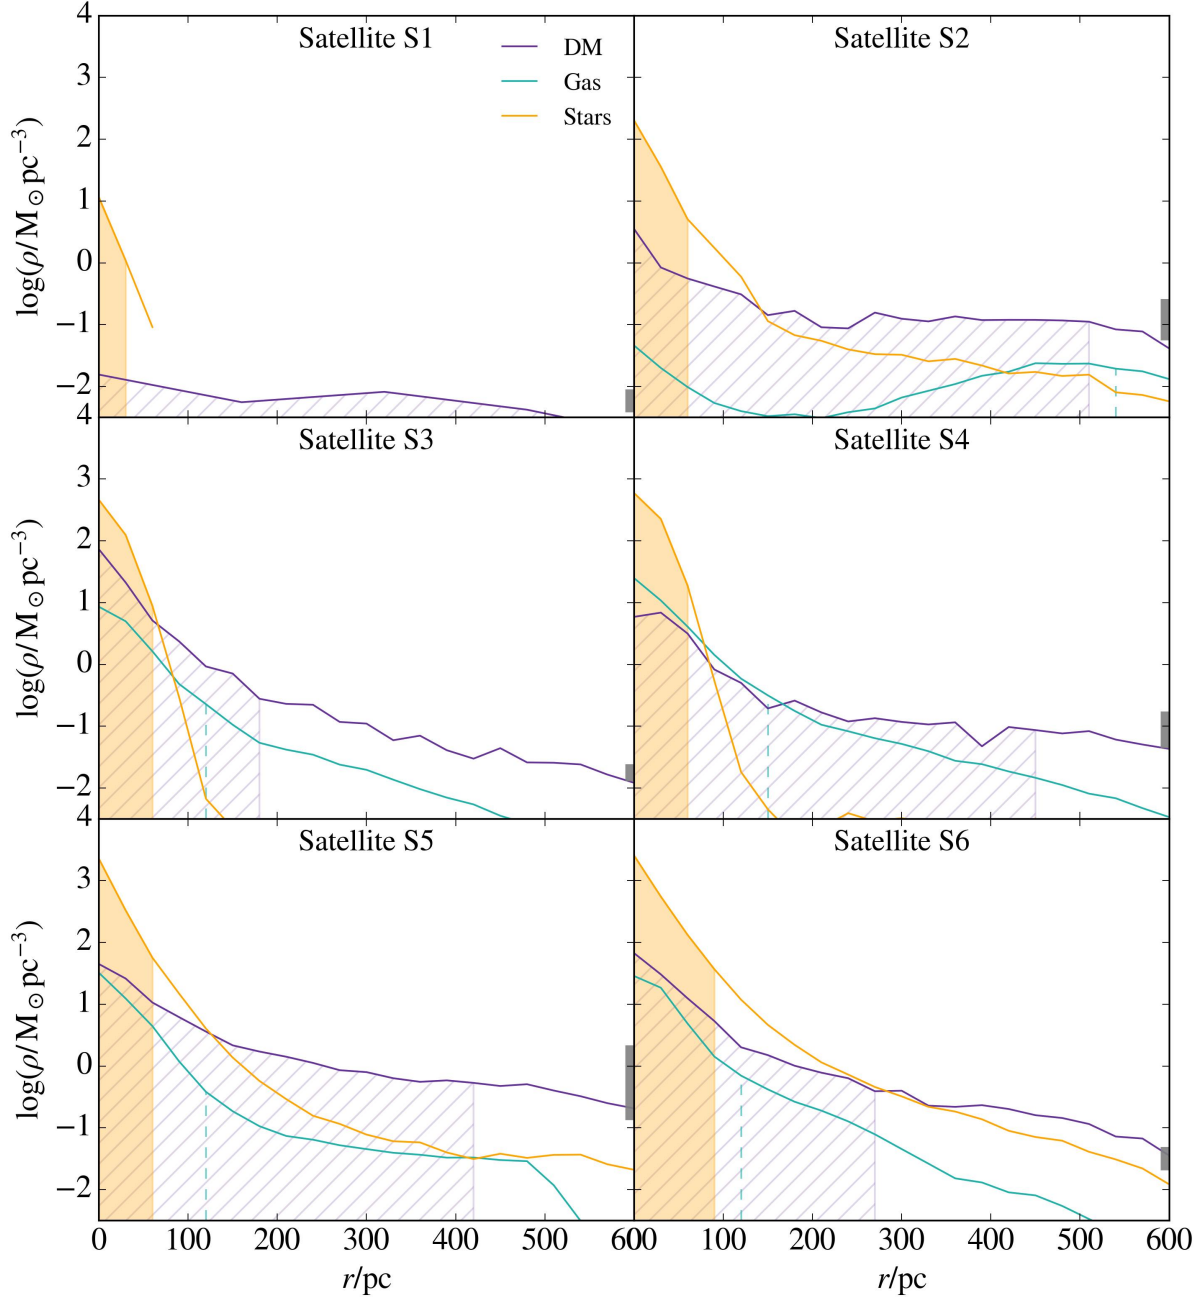 4
3
2
1
0
−1
−2
log(ρ/M⊙pc⁻³)
Satellite S1
DM
Gas
Stars
Satellite S2
4
3
2
1
0
−1
−2
log(ρ/M⊙pc⁻³)
Satellite S3
Satellite S4
4
3
2
1
0
−1
−2
log(ρ/M⊙pc⁻³)
Satellite S5
Satellite S6
0 100 200 300 400 500 600
r/pc
100 200 300 400 500 600
r/pc